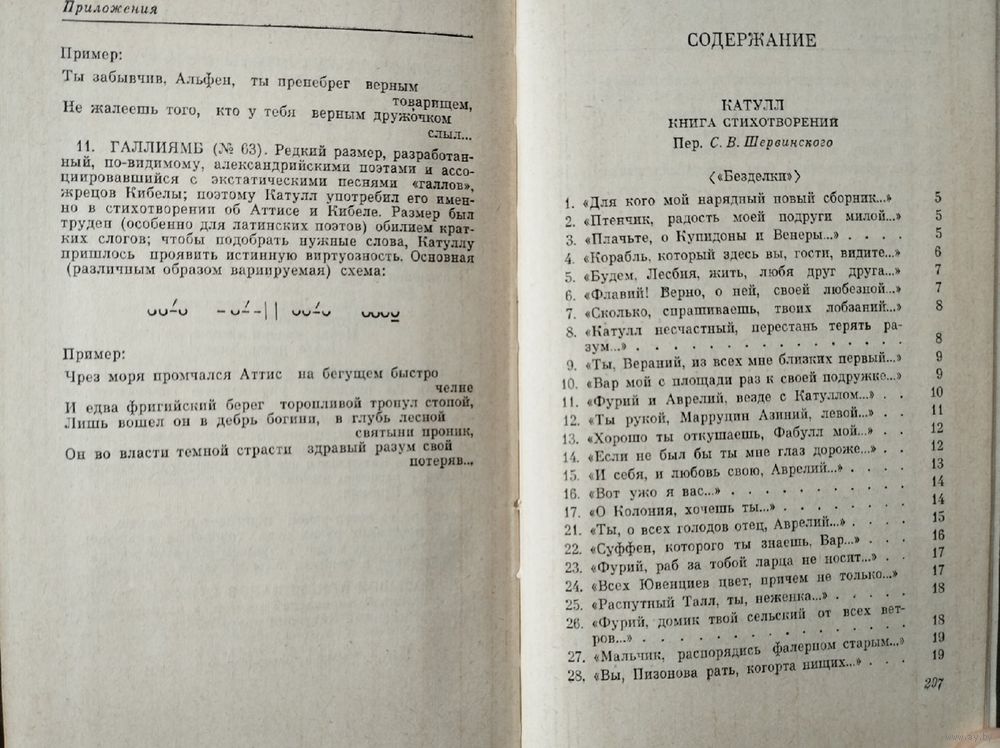 Приложения
Пример:
Ты забывчив, Альфен, ты пренебрег верным
товарищем,
Не жалеешь того, кто у тебя верным дружочком
слыл...
11. ГАЛЛИЯМБ (№ 63). Редкий размер, разработан-
ный, по-видимому, александрийскими поэтами и ассо-
циировавшийся с экстатическими песнями «галлов»,
жрецов Кибелы; поэтому Катулл употребил его имен-
но в стихотворении об Аттисе и Кибеле. Размер был
труден (особенно для латинских поэтов) обилием крат-
ких слогов; чтобы подобрать нужные слова, Катуллу
пришлось проявить истинную виртуозность. Основная
(различным образом варьируемая) схема:
Пример:
Чрез моря промчался Аттис на бегущем быстро
челне
И едва фригийский берег торопливой тронул стопой,
Лишь вошел он в дебрь богини, в глубь лесной
святыни проник,
Он во власти темной страсти здравый разум свой
потеряв...
СОДЕРЖАНИЕ
КАТУЛЛ
КНИГА СТИХОТВОРЕНИЙ
Пер. С. В. Шервинского
〈«Безделки»〉
1. «Для кого мой нарядный новый сборник...» 5
2. «Птенчик, радость моей подруги милой...» 5
3. «Плачьте, о Купидоны и Венеры...» . . . . 5
4. «Корабль, который здесь вы, гости, видите...» 6
5. «Будем, Лесбия, жить, любя друг друга...» 7
6. «Флавий! Верно, о ней, своей любезной...» 7
7. «Сколько, спрашиваешь, твоих лобзаний...» 8
8. «Катулл несчастный, перестань терять ра-
зум...» . . . . . . . . . . . . . . . 8
9. «Ты, Вераний, из всех мне близких первый...» 9
10. «Вар мой с площади раз к своей подружке...» 9
11. «Фурий и Аврелий, везде с Катуллом...» . . 10
12. «Ты рукой, Маррупин Азиний, левой...» . . 11
13. «Хорошо ты откушаешь, Фабулл мой...» . . 12
14. «Если не был бы ты мне глаз дороже...» . . 12
15. «И себя, и любовь свою, Аврелий...» . . . 13
16. «Вот ужо я вас...» . . . . . . . . . . 14
17. «О Колония, хочешь ты...» . . . . . . . 14
21. «Ты, о всех голодов отец, Аврелий...» . . . . 15
22. «Суффен, которого ты знаешь, Вар...» . . . 16
23. «Фурий, раб за тобой ларца не носит...» . . 17
24. «Всех Ювенциев цвет, причем не только...» 17
25. «Распутный Талл, ты, неженка...» . . . . . 18
26. «Фурий, домик твой сельский от всех вет-
ров...» . . . . . . . . . . . . . . . 18
27. «Мальчик, распорядись фалерном старым...» 19
28. «Вы, Пизонова рать, когорта нищих...» . . . 19
297
www.ay.by